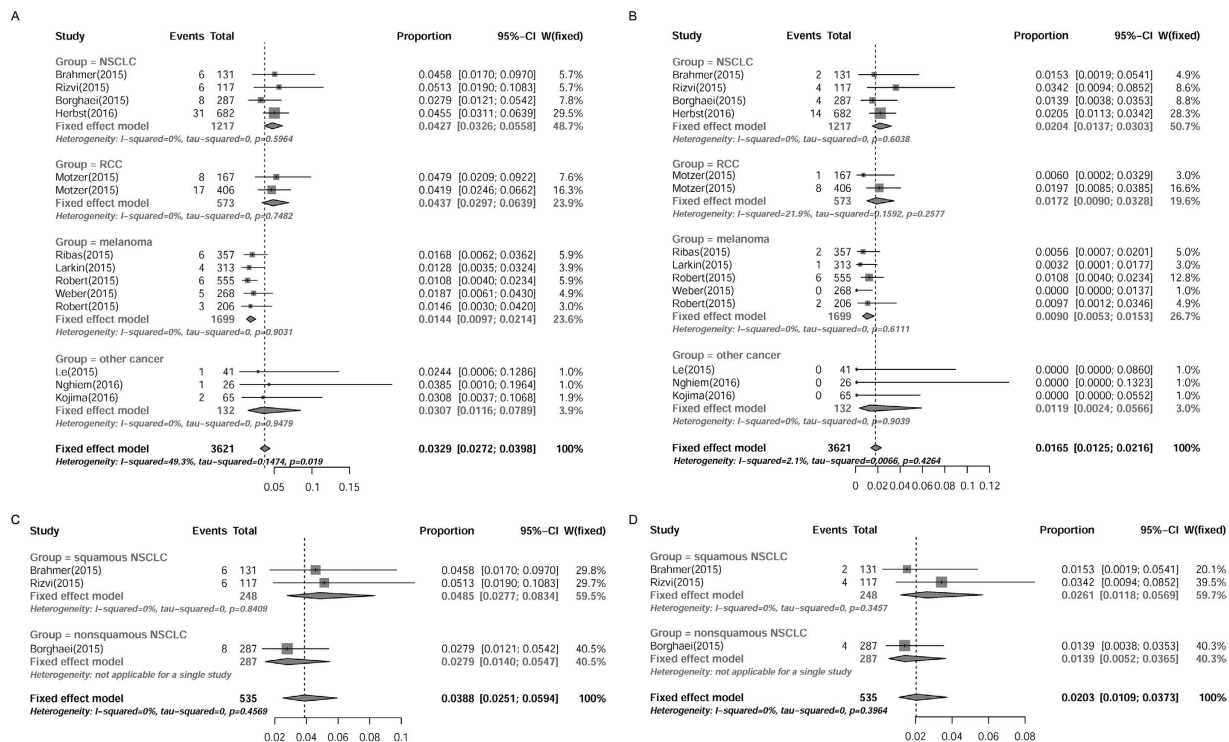 A
Study Events Total Proportion 95%−CI W(fixed)
Group = NSCLC
Brahmer(2015) 6 131 0.0458 [0.0170; 0.0970] 5.7%
Rizvi(2015) 6 117 0.0513 [0.0190; 0.1083] 5.7%
Borghaei(2015) 8 287 0.0279 [0.0121; 0.0542] 7.8%
Herbst(2016) 31 682 0.0455 [0.0311; 0.0639] 29.5%
Fixed effect model 1217 0.0427 [0.0326; 0.0558] 48.7%
Heterogeneity: I−squared=0%, tau−squared=0, p=0.5964
Group = RCC
Motzer(2015) 8 167 0.0479 [0.0209; 0.0922] 7.6%
Motzer(2015) 17 406 0.0419 [0.0246; 0.0662] 16.3%
Fixed effect model 573 0.0437 [0.0297; 0.0639] 23.9%
Heterogeneity: I−squared=0%, tau−squared=0, p=0.7482
Group = melanoma
Ribas(2015) 6 357 0.0168 [0.0062; 0.0362] 5.9%
Larkin(2015) 4 313 0.0128 [0.0035; 0.0324] 3.9%
Robert(2015) 6 555 0.0108 [0.0040; 0.0234] 5.9%
Weber(2015) 5 268 0.0187 [0.0061; 0.0430] 4.9%
Robert(2015) 3 206 0.0146 [0.0030; 0.0420] 3.0%
Fixed effect model 1699 0.0144 [0.0097; 0.0214] 23.6%
Heterogeneity: I−squared=0%, tau−squared=0, p=0.9031
Group = other cancer
Le(2015) 1 41 0.0244 [0.0006; 0.1286] 1.0%
Nghiem(2016) 1 26 0.0385 [0.0010; 0.1964] 1.0%
Kojima(2016) 2 65 0.0308 [0.0037; 0.1068] 1.9%
Fixed effect model 132 0.0307 [0.0116; 0.0789] 3.9%
Heterogeneity: I−squared=0%, tau−squared=0, p=0.9479
Fixed effect model 3621 0.0329 [0.0272; 0.0398] 100%
Heterogeneity: I−squared=49.3%, tau−squared=0.1474, p=0.019
0.05 0.1 0.15
B
Study Events Total Proportion 95%−CI W(fixed)
Group = NSCLC
Brahmer(2015) 2 131 0.0153 [0.0019; 0.0541] 4.9%
Rizvi(2015) 4 117 0.0342 [0.0094; 0.0852] 8.6%
Borghaei(2015) 4 287 0.0139 [0.0038; 0.0353] 8.8%
Herbst(2016) 14 682 0.0205 [0.0113; 0.0342] 28.3%
Fixed effect model 1217 0.0204 [0.0137; 0.0303] 50.7%
Heterogeneity: I−squared=0%, tau−squared=0, p=0.6038
Group = RCC
Motzer(2015) 1 167 0.0060 [0.0002; 0.0329] 3.0%
Motzer(2015) 8 406 0.0197 [0.0085; 0.0385] 16.6%
Fixed effect model 573 0.0172 [0.0090; 0.0328] 19.6%
Heterogeneity: I−squared=21.9%, tau−squared=0.1592, p=0.2577
Group = melanoma
Ribas(2015) 2 357 0.0056 [0.0007; 0.0201] 5.0%
Larkin(2015) 1 313 0.0032 [0.0001; 0.0177] 3.0%
Robert(2015) 6 555 0.0108 [0.0040; 0.0234] 12.8%
Weber(2015) 0 268 0.0000 [0.0000; 0.0137] 1.0%
Robert(2015) 2 206 0.0097 [0.0012; 0.0346] 4.9%
Fixed effect model 1699 0.0090 [0.0053; 0.0153] 26.7%
Heterogeneity: I−squared=0%, tau−squared=0, p=0.6111
Group = other cancer
Le(2015) 0 41 0.0000 [0.0000; 0.0860] 1.0%
Nghiem(2016) 0 26 0.0000 [0.0000; 0.1323] 1.0%
Kojima(2016) 0 65 0.0000 [0.0000; 0.0552] 1.0%
Fixed effect model 132 0.0119 [0.0024; 0.0566] 3.0%
Heterogeneity: I−squared=0%, tau−squared=0, p=0.9039
Fixed effect model 3621 0.0165 [0.0125; 0.0216] 100%
Heterogeneity: I−squared=2.1%, tau−squared=0.0066, p=0.4264
0 0.02 0.04 0.06 0.08 0.12
C
Study Events Total Proportion 95%−CI W(fixed)
Group = squamous NSCLC
Brahmer(2015) 6 131 0.0458 [0.0170; 0.0970] 29.8%
Rizvi(2015) 6 117 0.0513 [0.0190; 0.1083] 29.7%
Fixed effect model 248 0.0485 [0.0277; 0.0834] 59.5%
Heterogeneity: I−squared=0%, tau−squared=0, p=0.8409
Group = nonsquamous NSCLC
Borghaei(2015) 8 287 0.0279 [0.0121; 0.0542] 40.5%
Fixed effect model 287 0.0279 [0.0140; 0.0547] 40.5%
Heterogeneity: not applicable for a single study
Fixed effect model 535 0.0388 [0.0251; 0.0594] 100%
Heterogeneity: I−squared=0%, tau−squared=0, p=0.4569
0.02 0.04 0.06 0.08 0.1
D
Study Events Total Proportion 95%−CI W(fixed)
Group = squamous NSCLC
Brahmer(2015) 2 131 0.0153 [0.0019; 0.0541] 20.1%
Rizvi(2015) 4 117 0.0342 [0.0094; 0.0852] 39.5%
Fixed effect model 248 0.0261 [0.0118; 0.0569] 59.7%
Heterogeneity: I−squared=0%, tau−squared=0, p=0.3457
Group = nonsquamous NSCLC
Borghaei(2015) 4 287 0.0139 [0.0038; 0.0353] 40.3%
Fixed effect model 287 0.0139 [0.0052; 0.0365] 40.3%
Heterogeneity: not applicable for a single study
Fixed effect model 535 0.0203 [0.0109; 0.0373] 100%
Heterogeneity: I−squared=0%, tau−squared=0, p=0.3964
0.02 0.04 0.06 0.08